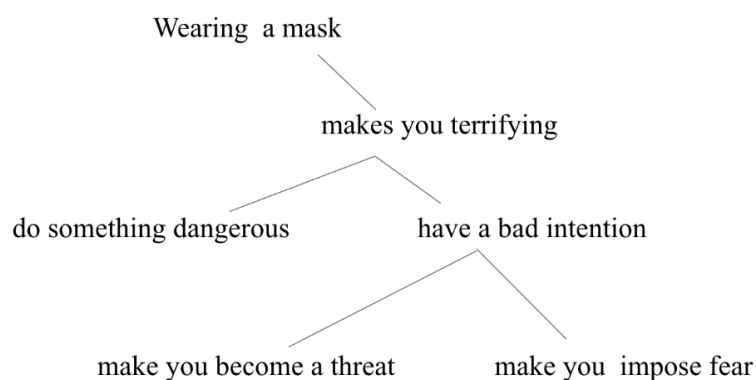 Wearing a mask
makes you terrifying
do something dangerous
have a bad intention
make you become a threat
make you impose fear